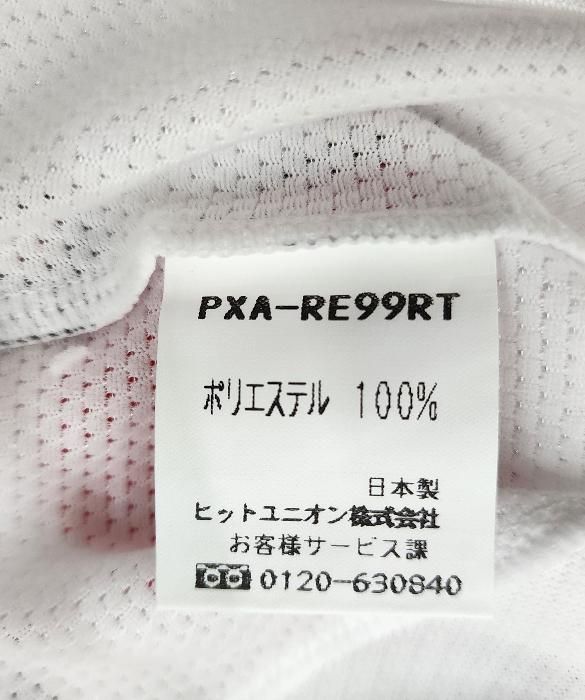 PXA-RE99RT
ポリエステル 100%
日本製
ヒットユニオン株式会社
お客様サービス課
0120-630840